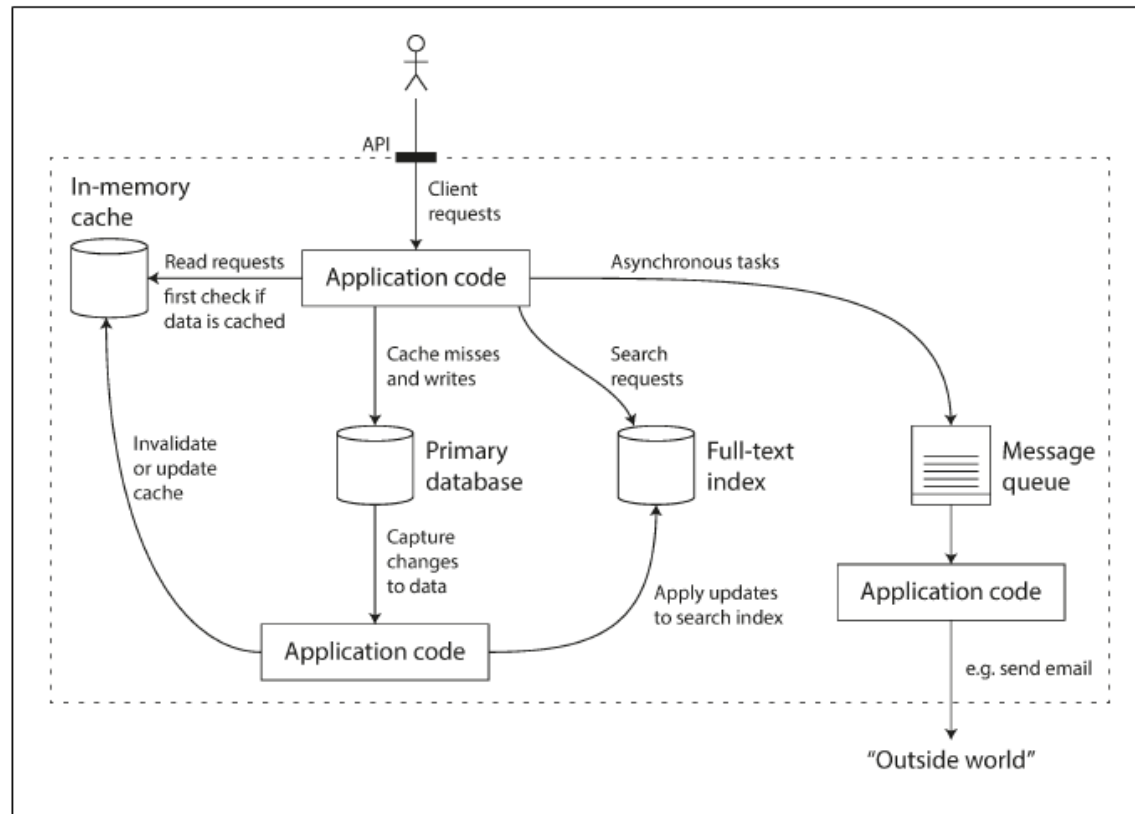 API
Client
requests
In-memory
cache
Read requests
first check if
data is cached
Application code
Asynchronous tasks
Cache misses
and writes
Search
requests
Invalidate
or update
cache
Primary
database
Full-text
index
Message
queue
Capture
changes
to data
Apply updates
to search index
Application code
Application code
e.g. send email
“Outside world”